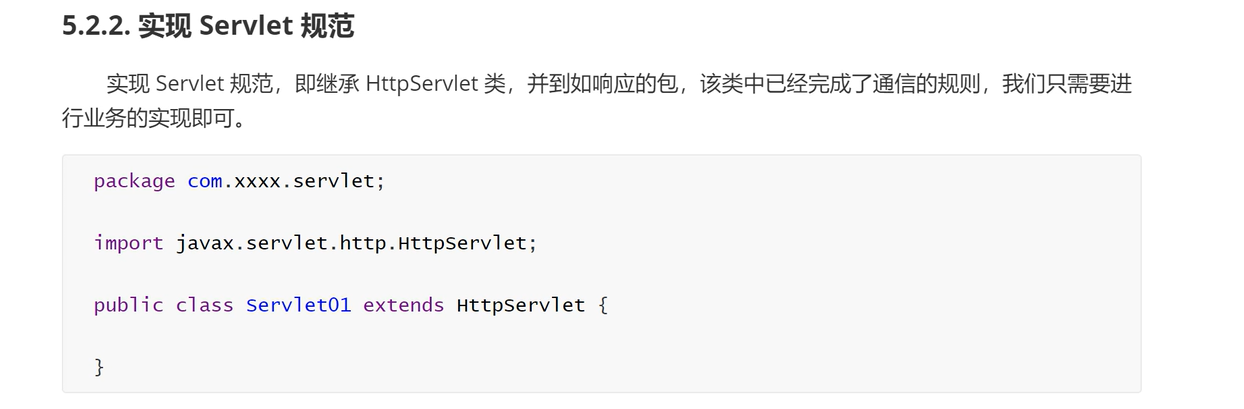 5.2.2. 实现 Servlet 规范
实现 Servlet 规范，即继承 HttpServlet 类，并到如响应的包，该类中已经完成了通信的规则，我们只需要进
行业务的实现即可。
package com.xxxx.servlet;
import javax.servlet.http.HttpServlet;
public class Servlet01 extends HttpServlet {
}